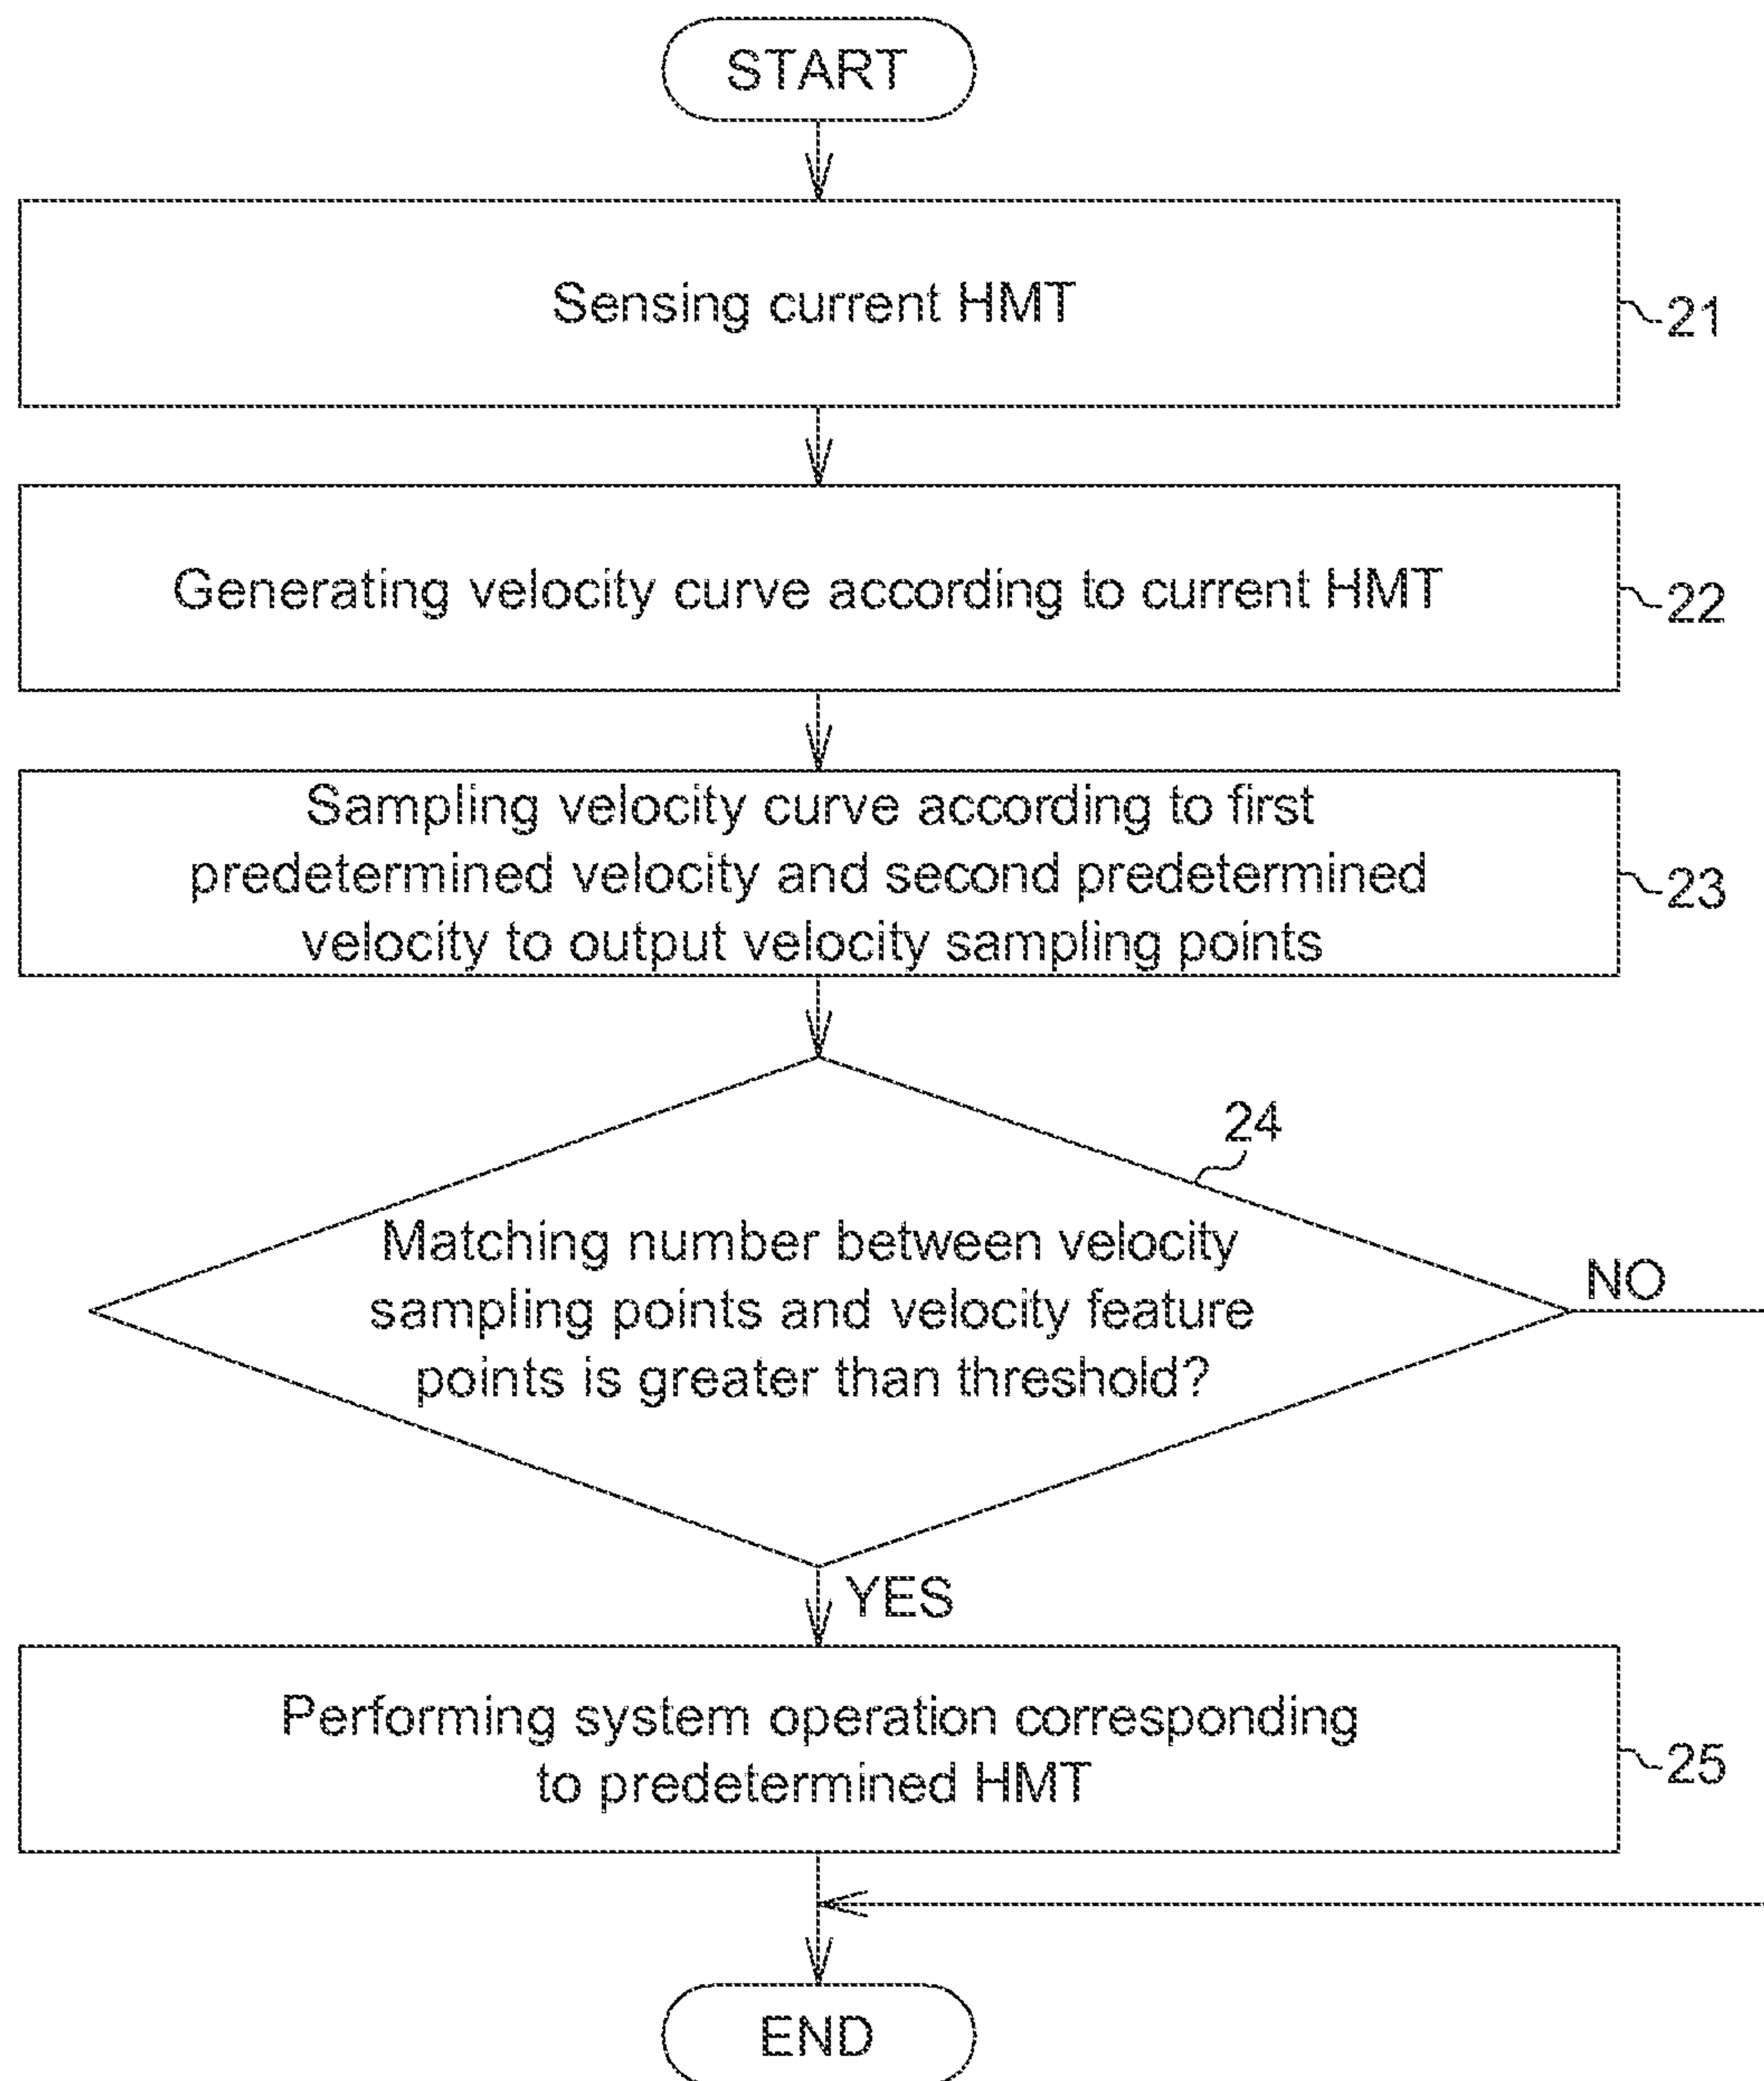 START
Sensing current HMT
21
Generating velocity curve according to current HMT
22
Sampling velocity curve according to first
predetermined velocity and second predetermined
velocity to output velocity sampling points
23
24
Matching number between velocity
sampling points and velocity feature
points is greater than threshold?
NO
YES
Performing system operation corresponding
to predetermined HMT
25
END